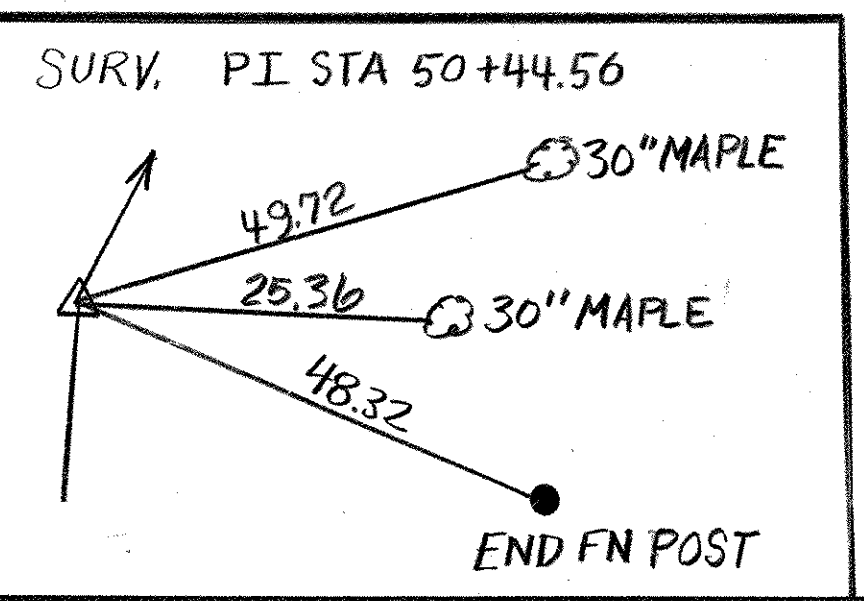 SURV. PI STA 50+44.56
30" MAPLE
49.72
25.36
30" MAPLE
48.32
END FN POST